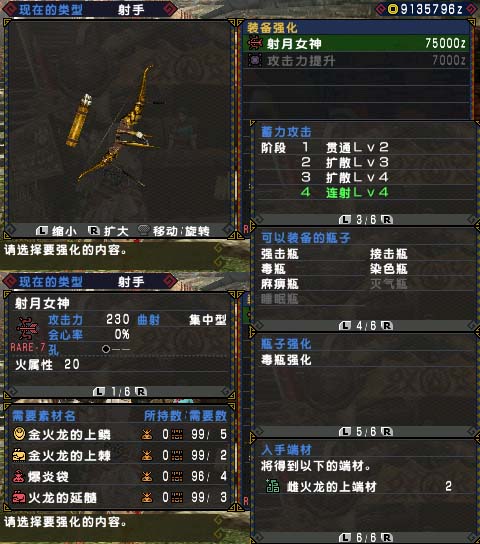 现在的类型 射手
9135796z
装备强化
射月女神 75000z
攻击力提升 7000z
L 缩小 R 扩大 移动/旋转
请选择要强化的内容。
蓄力攻击
阶段 1 贯通Lv2
2 扩散Lv3
3 扩散Lv4
4 连射Lv4
L 3/6 R
可以装备的瓶子
强击瓶 接击瓶
毒瓶 染色瓶
麻痹瓶 灭气瓶
睡眠瓶
L 4/6 R
现在的类型 射手
射月女神
攻击力 230 曲射 集中型
会心率 0%
RARE-7 孔
火属性 20
L 1/6 R
瓶子强化
毒瓶强化
L 5/6 R
需要素材名 所持数/需要数
金火龙的上鳞 0 99/ 5
金火龙的上棘 0 99/ 2
爆炎袋 0 96/ 4
火龙的延髓 0 99/ 3
请选择要强化的内容。
入手端材
将得到以下的端材。
雌火龙的上端材 2
L 6/6 R